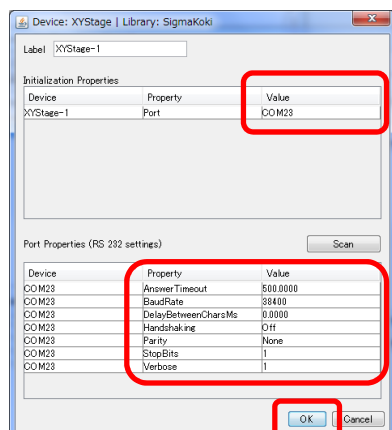 Device: XYStage | Library: SigmaKoki
Label XYStage-1
Initialization Properties
Device Property Value
XYStage-1 Port COM23
Port Properties (RS 232 settings) Scan
Device Property Value
COM23 AnswerTimeout 500.0000
COM23 BaudRate 38400
COM23 DelayBetweenCharsMs 0.0000
COM23 Handshaking Off
COM23 Parity None
COM23 StopBits 1
COM23 Verbose 1
OK Cancel